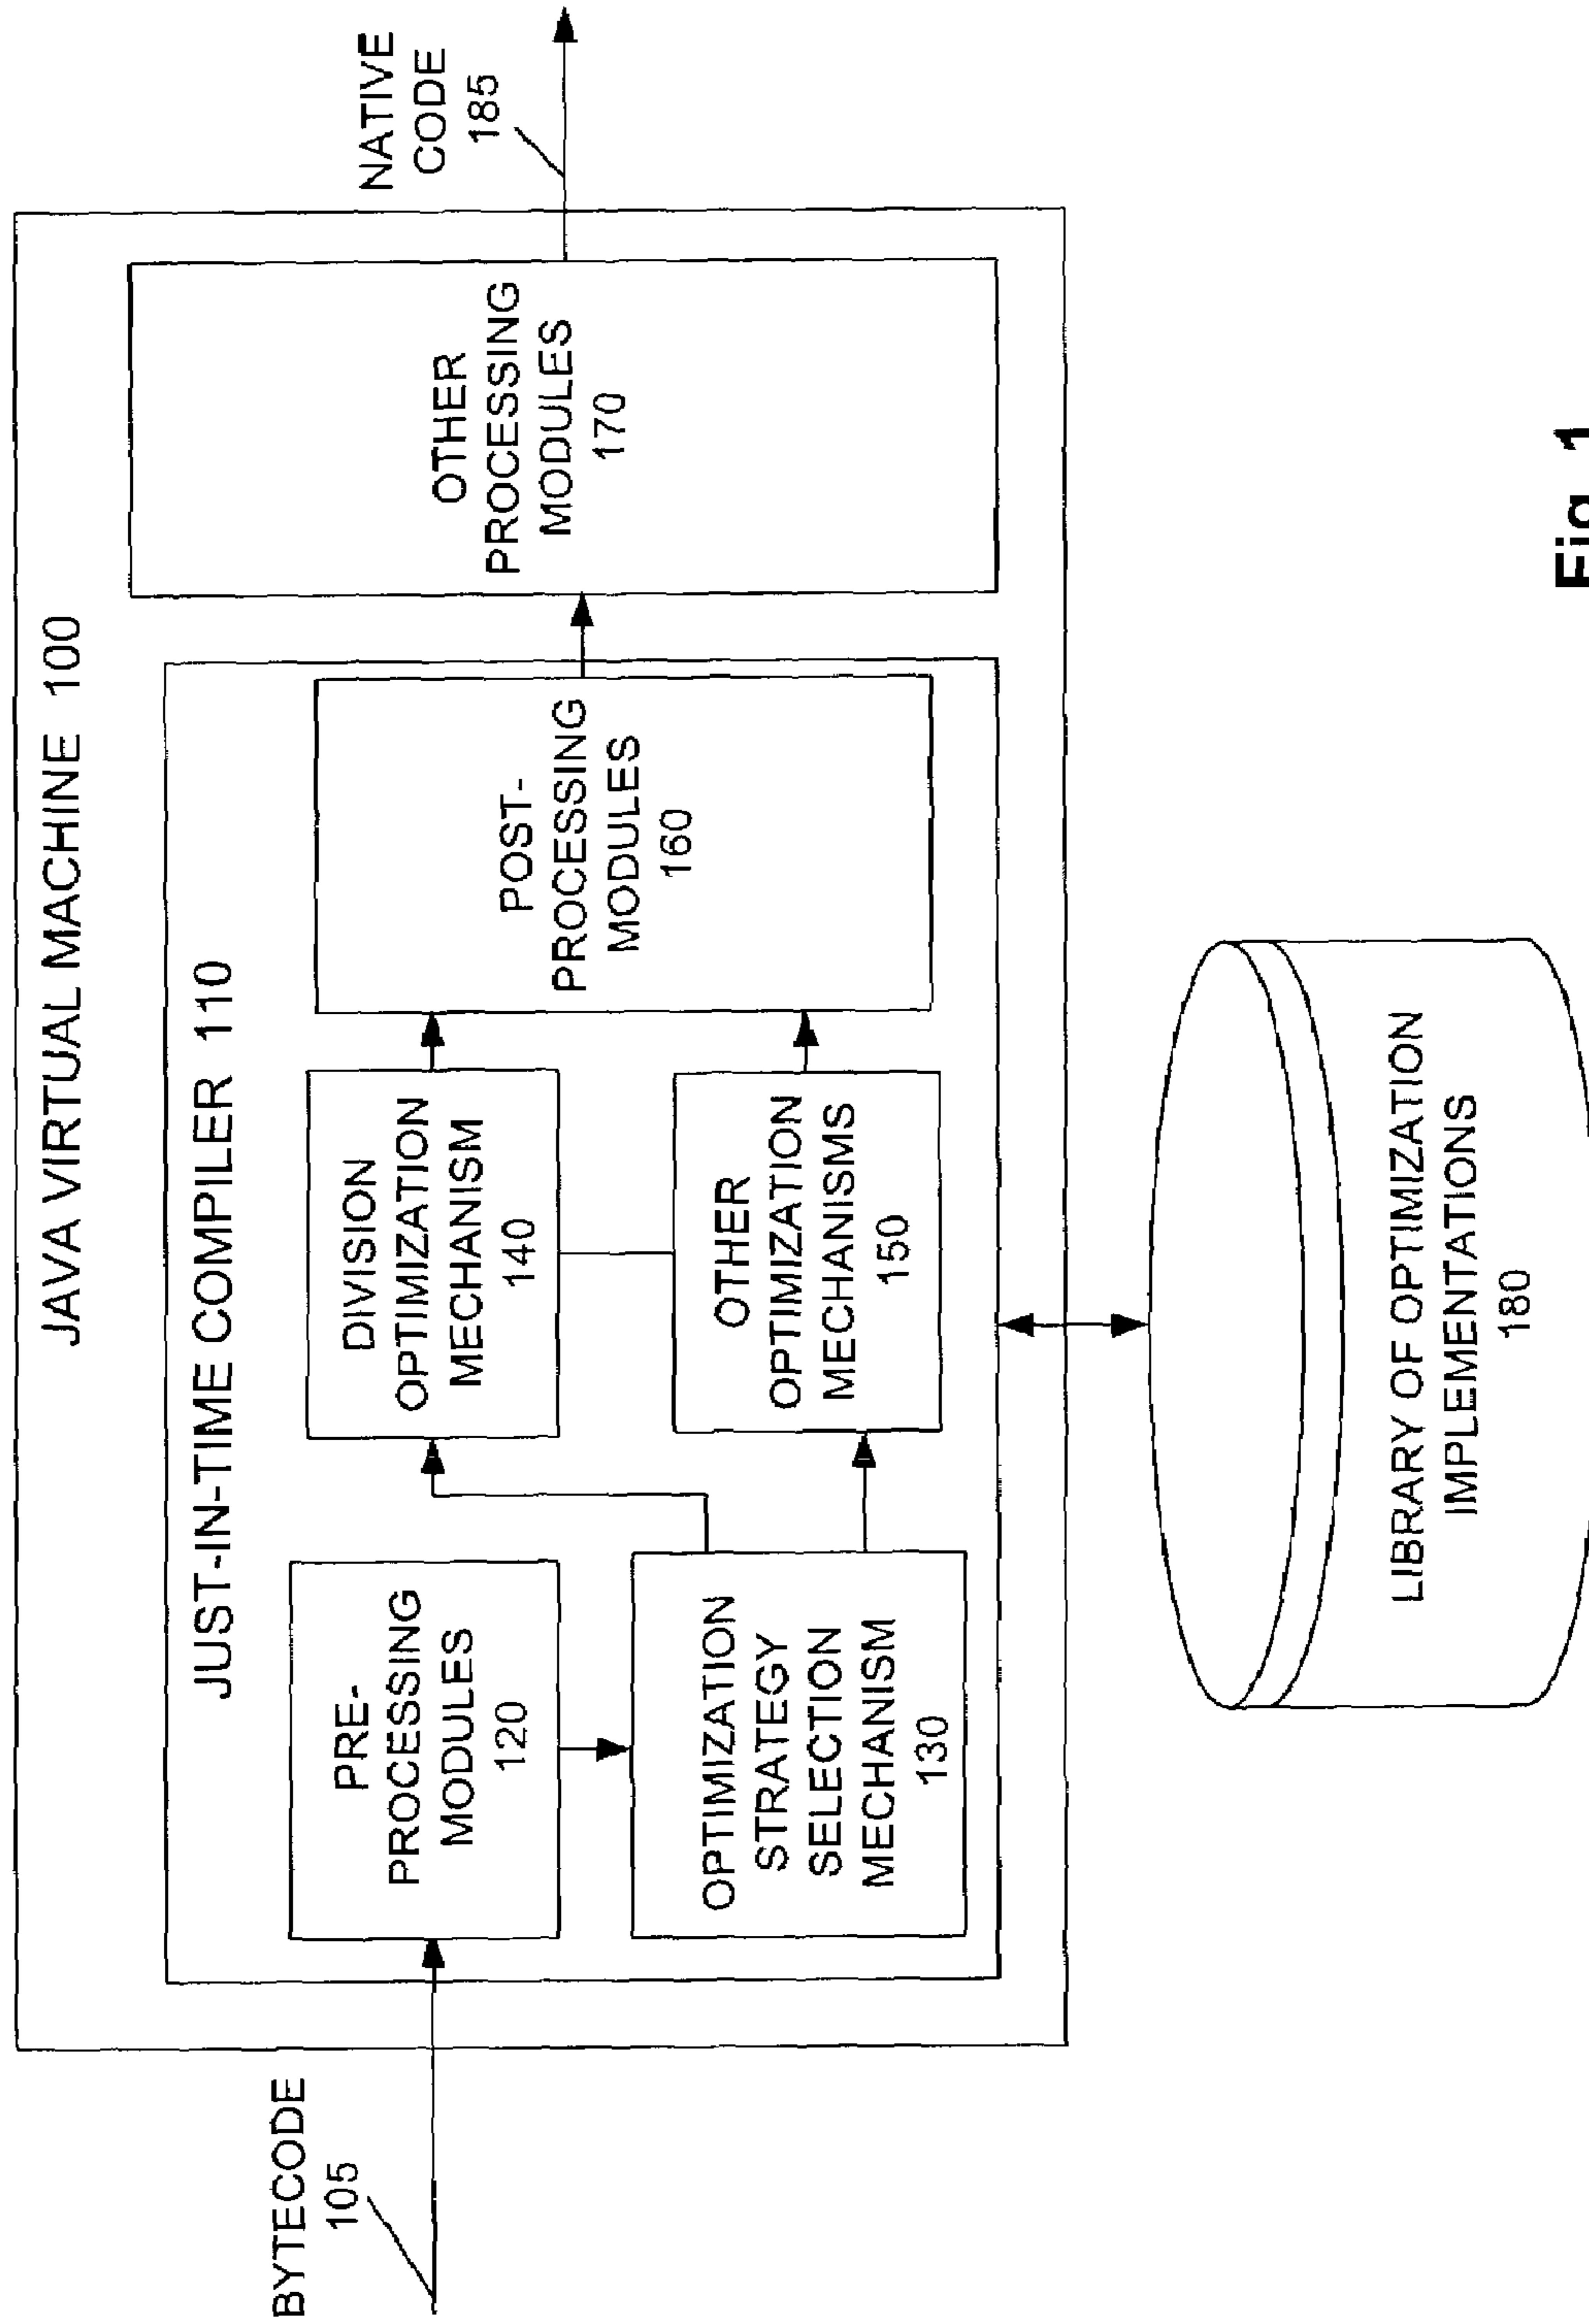 JAVA VIRTUAL MACHINE 100
JUST-IN-TIME COMPILER 110
BYTECODE
105
PRE-
PROCESSING
MODULES
120
OPTIMIZATION
STRATEGY
SELECTION
MECHANISM
130
DIVISION
OPTIMIZATION
MECHANISM
140
OTHER
OPTIMIZATION
MECHANISMS
150
POST-
PROCESSING
MODULES
160
OTHER
PROCESSING
MODULES
170
NATIVE
CODE
185
LIBRARY OF OPTIMIZATION
IMPLEMENTATIONS
180
Fig. 1